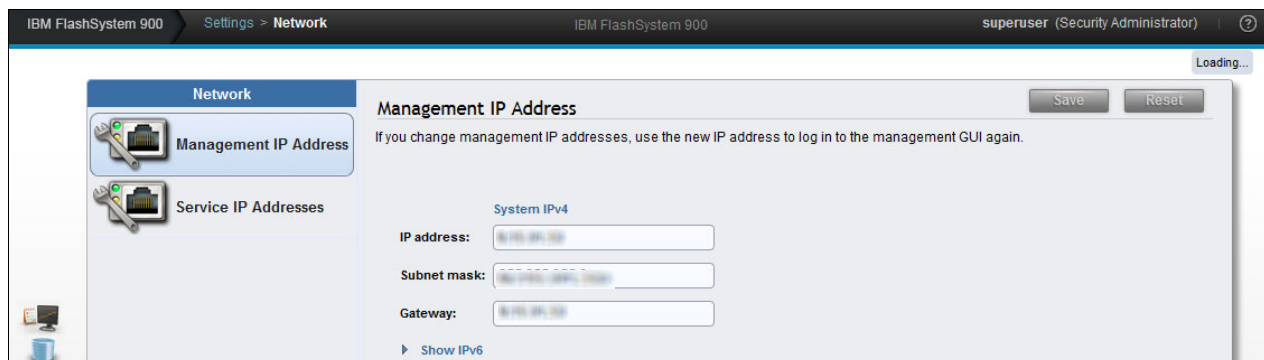 IBM FlashSystem 900 Settings > Network IBM FlashSystem 900 superuser (Security Administrator)
Loading...
Network
Management IP Address
Service IP Addresses
Management IP Address
Save Reset
If you change management IP addresses, use the new IP address to log in to the management GUI again.
System IPv4
IP address:
Subnet mask:
Gateway:
Show IPv6